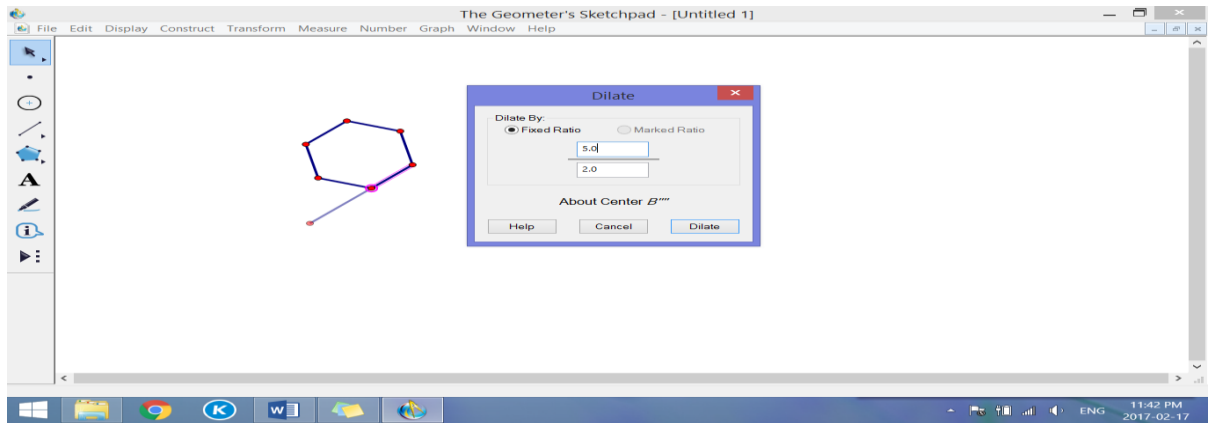 The Geometer's Sketchpad - [Untitled 1]
File Edit Display Construct Transform Measure Number Graph Window Help
A
Dilate
Dilate By:
Fixed Ratio Marked Ratio
5.0
2.0
About Center B''''
Help Cancel Dilate
K W ENG 11:42 PM
2017-02-17